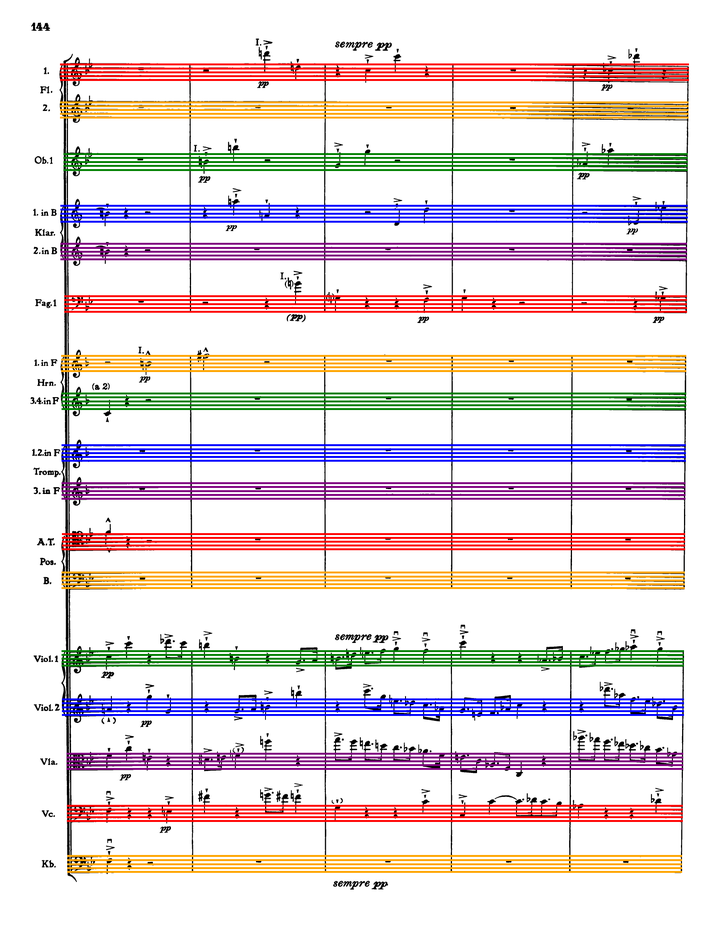 144
sempre pp
I.
1.
pp
pp
Fl.
2.
I.
Ob.1
pp
pp
1. in B
pp
pp
Klar.
2. in B
I.
Fag.1
(pp)
pp
pp
I.
1. in F
pp
Hrn.
(a 2)
3.4. in F
1.2. in F
Tromp.
3. in F
A.T.
Pos.
B.
sempre pp
Viol.1
pp
Viol.2
pp
Vla.
pp
Vc.
pp
Kb.
sempre pp